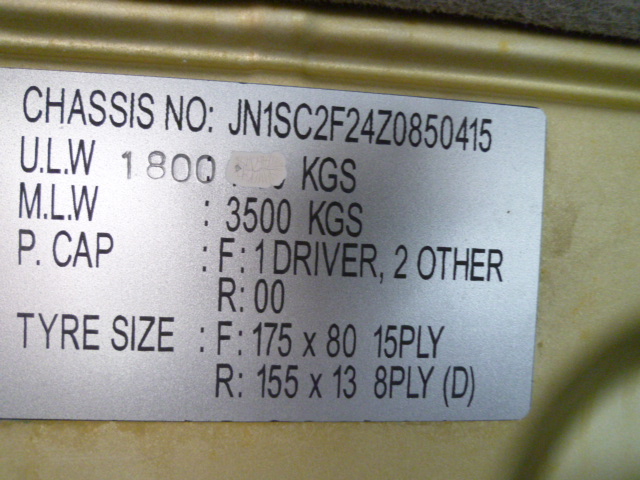 CHASSIS NO: JN1SC2F24Z0850415
U.L.W 1800 KGS
M.L.W : 3500 KGS
P. CAP : F: 1 DRIVER, 2 OTHER
R: 00
TYRE SIZE : F: 175 x 80 15PLY
R: 155 x 13 8PLY (D)